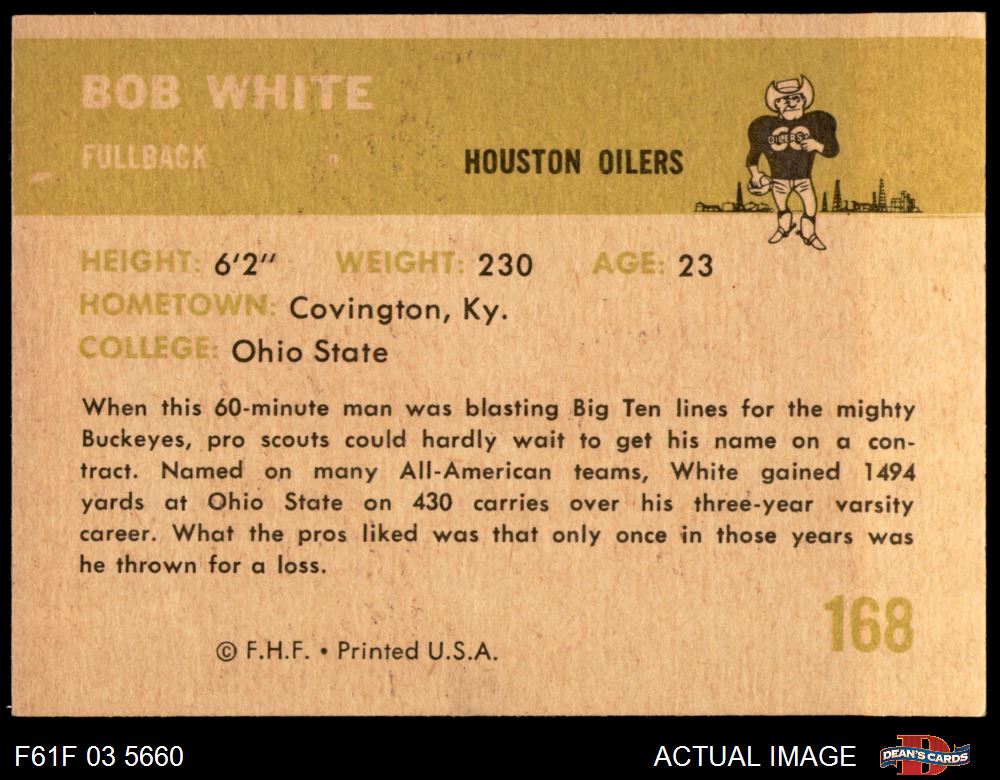 BOB WHITE
FULLBACK
HOUSTON OILERS
OILERS
HEIGHT: 6'2" WEIGHT: 230 AGE: 23
HOMETOWN: Covington, Ky.
COLLEGE: Ohio State
When this 60-minute man was blasting Big Ten lines for the mighty
Buckeyes, pro scouts could hardly wait to get his name on a con-
tract. Named on many All-American teams, White gained 1494
yards at Ohio State on 430 carries over his three-year varsity
career. What the pros liked was that only once in those years was
he thrown for a loss.
168
© F.H.F. • Printed U.S.A.
F61F 03 5660
ACTUAL IMAGE
DEAN'S CARDS